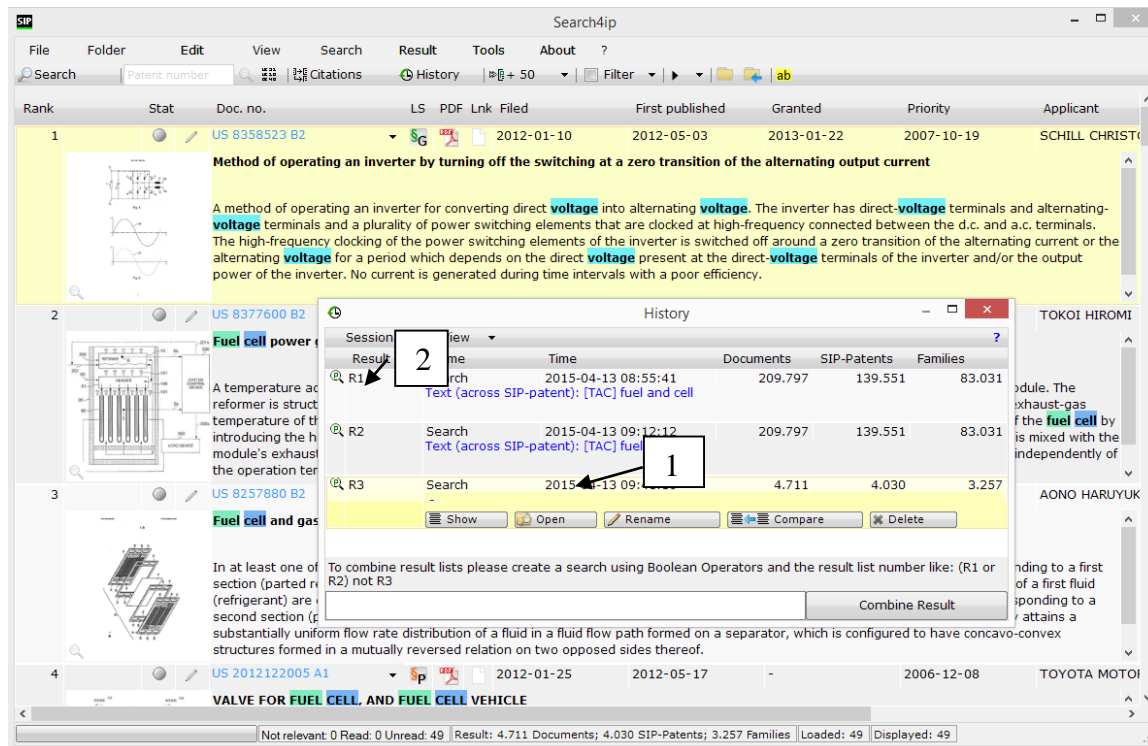 SIP Search4ip
File Folder Edit View Search Result Tools About ?
Search Patent number Citations History + 50 Filter ab
Rank Stat Doc. no. LS PDF Lnk Filed First published Granted Priority Applicant
1 US 8358523 B2 §G PDF 2012-01-10 2012-05-03 2013-01-22 2007-10-19 SCHILL CHRISTO
Method of operating an inverter by turning off the switching at a zero transition of the alternating output current
A method of operating an inverter for converting direct voltage into alternating voltage. The inverter has direct-voltage terminals and alternating-
voltage terminals and a plurality of power switching elements that are clocked at high-frequency connected between the d.c. and a.c. terminals.
The high-frequency clocking of the power switching elements of the inverter is switched off around a zero transition of the alternating current or the
alternating voltage for a period which depends on the direct voltage present at the direct-voltage terminals of the inverter and/or the output
power of the inverter. No current is generated during time intervals with a poor efficiency.
2 US 8377600 B2 TOKOI HIROMI
Fuel cell power
A temperature
reformer is struct
temperature of th
introducing the h
module's exhaust
the operation ter
odule. The
exhaust-gas
f the fuel cell by
is mixed with the
independently of
History
Session View ?
Result Time Documents SIP-Patents Families
R1 2015-04-13 08:55:41 209.797 139.551 83.031
Text (across SIP-patent): [TAC] fuel and cell
R2 Search 2015-04-13 09:12:12 209.797 139.551 83.031
Text (across SIP-patent): [TAC] fuel
R3 Search 2015-04-13 4.711 4.030 3.257
-
Show Open Rename Compare Delete
To combine result lists please create a search using Boolean Operators and the result list number like: (R1 or
R2) not R3
Combine Result
2
1
3 US 8257880 B2 AONO HARUYUK
Fuel cell and gas
In at least one of
section (parted re
(refrigerant) are
second section (p
nding to a first
of a first fluid
sponding to a
y attains a
substantially uniform flow rate distribution of a fluid in a fluid flow path formed on a separator, which is configured to have concavo-convex
structures formed in a mutually reversed relation on two opposed sides thereof.
4 US 2012122005 A1 §P PDF 2012-01-25 2012-05-17 - 2006-12-08 TOYOTA MOTO
VALVE FOR FUEL CELL, AND FUEL CELL VEHICLE
Not relevant: 0 Read: 0 Unread: 49 Result: 4.711 Documents; 4.030 SIP-Patents; 3.257 Families Loaded: 49 Displayed: 49